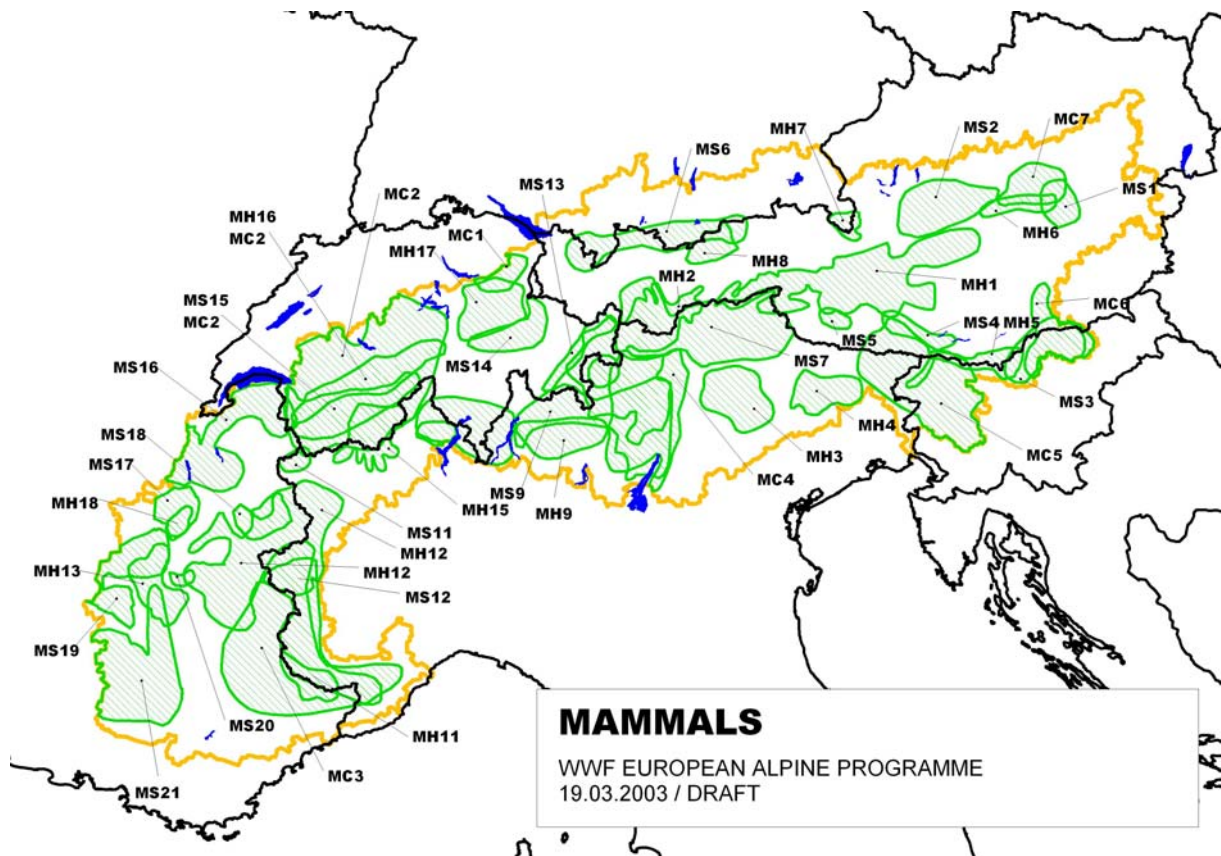 MH7
MS2
MC7
MS6
MS13
MC2
MH16
MC2
MC1
MH17
MS1
MH6
MH8
MH2
MH1
MS15
MC2
MC6
MS4
MH5
MS5
MS14
MS16
MS7
MS3
MH4
MS18
MH3
MC5
MS17
MC4
MS9
MH9
MH15
MS11
MH18
MH12
MH12
MH13
MS12
MS19
MS20
MH11
MC3
MS21
MAMMALS
WWF EUROPEAN ALPINE PROGRAMME
19.03.2003 / DRAFT